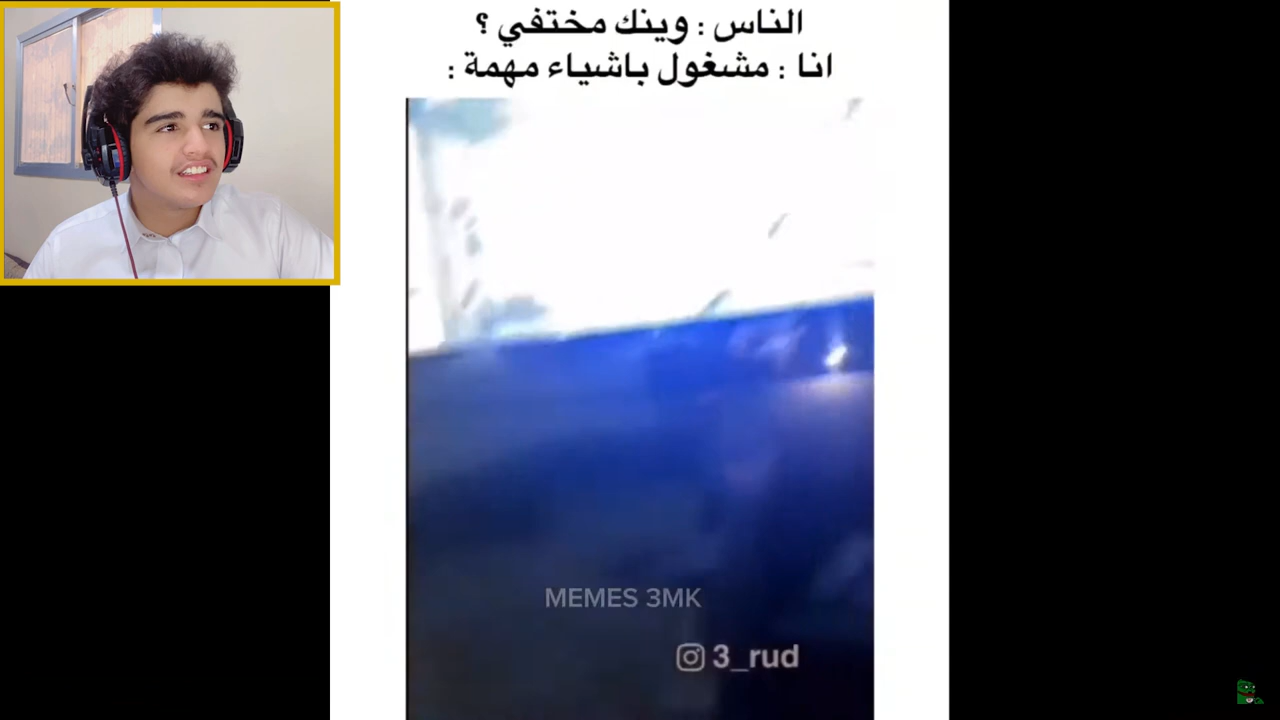 الناس : وينك مختفي ؟
انا : مشغول باشياء مهمة :
MEMES 3MK
3_rud